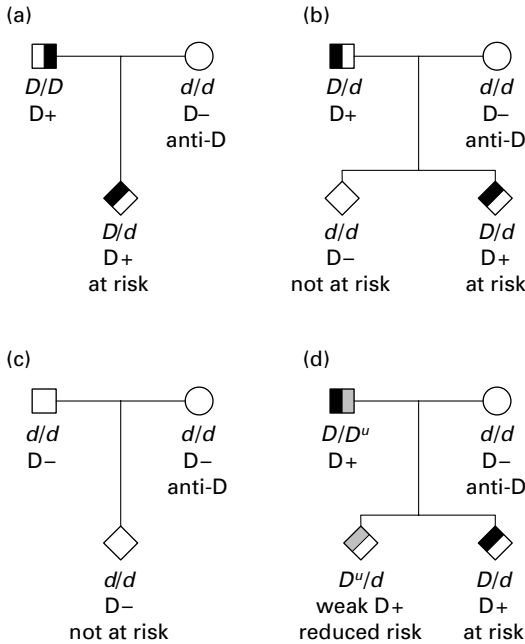 (a)
D/D
D+
d/d
D−
anti-D
D/d
D+
at risk
(b)
D/d
D+
d/d
D−
anti-D
d/d
D−
not at risk
D/d
D+
at risk
(c)
d/d
D−
d/d
D−
anti-D
d/d
D−
not at risk
(d)
D/Dᵘ
D+
d/d
D−
anti-D
Dᵘ/d
weak D+
reduced risk
D/d
D+
at risk